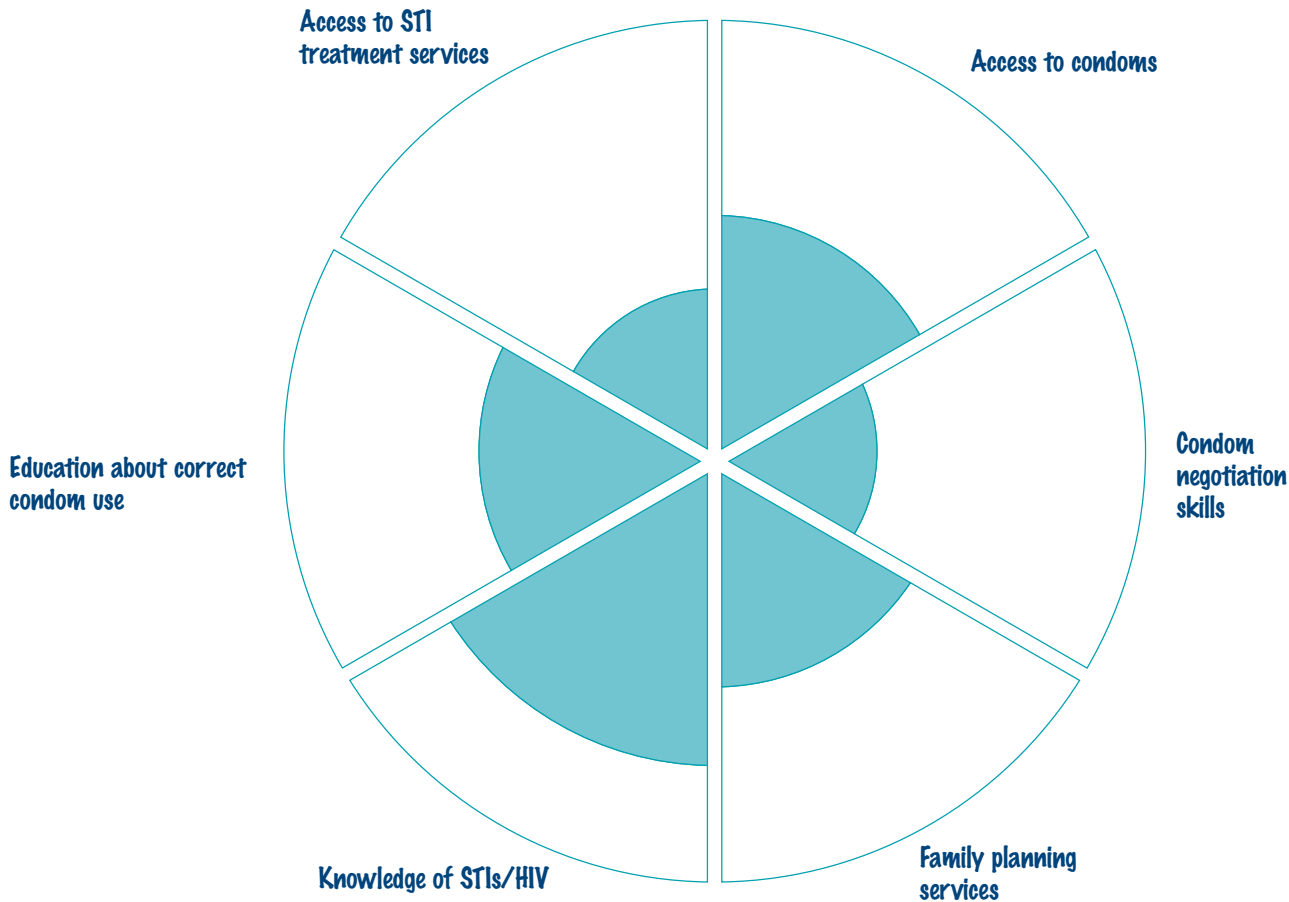 Access to STI
treatment services
Access to condoms
Education about correct
condom use
Condom
negotiation
skills
Knowledge of STIs/HIV
Family planning
services